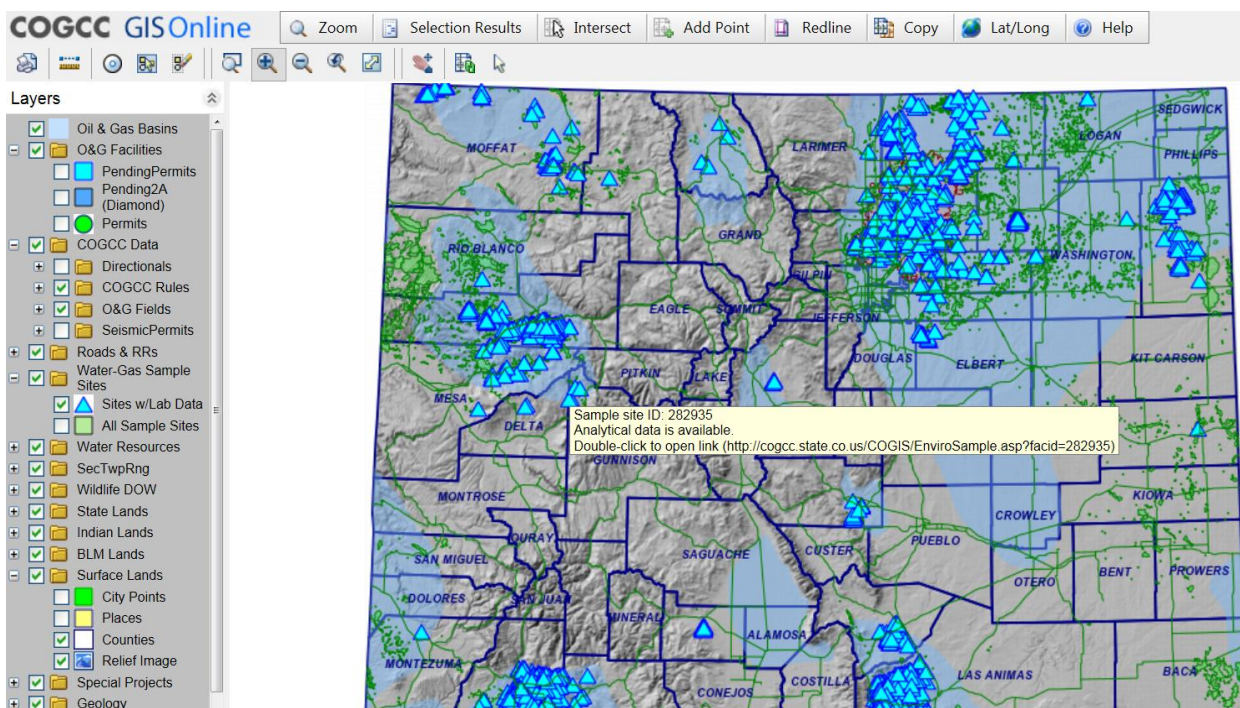 COGCC GISOnline
Zoom
Selection Results
Intersect
Add Point
Redline
Copy
Lat/Long
Help
Layers
Oil & Gas Basins
O&G Facilities
PendingPermits
Pending2A
(Diamond)
Permits
COGCC Data
Directionals
COGCC Rules
O&G Fields
SeismicPermits
Roads & RRs
Water-Gas Sample
Sites
Sites w/Lab Data
All Sample Sites
Water Resources
SecTwpRng
Wildlife DOW
State Lands
Indian Lands
BLM Lands
Surface Lands
City Points
Places
Counties
Relief Image
Special Projects
Geology
SEDGWICK
LOGAN
PHILLIPS
MOFFAT
LARIMER
RIO BLANCO
GRAND
WASHINGTON
GILPIN
EAGLE
SUMMIT
JEFFERSON
DOUGLAS
ELBERT
KIT CARSON
PITKIN
LAKE
MESA
DELTA
Sample site ID: 282935
Analytical data is available.
Double-click to open link (http://cogcc.state.co.us/COGIS/EnviroSample.asp?facid=282935)
GUNNISON
MONTROSE
KIOWA
CROWLEY
OURAY
SAN MIGUEL
SAGUACHE
CUSTER
PUEBLO
OTERO
BENT
PROWERS
DOLORES
SAN JUAN
MINERAL
ALAMOSA
MONTEZUMA
CONEJOS
COSTILLA
LAS ANIMAS
BACA